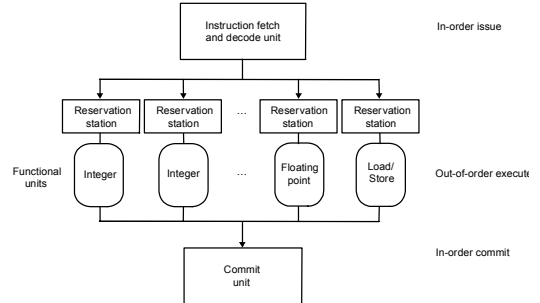 Instruction fetch
and decode unit
In-order issue
Reservation
station
Reservation
station
...
Reservation
station
Reservation
station
Functional
units
Integer
Integer
...
Floating
point
Load/
Store
Out-of-order execute
In-order commit
Commit
unit